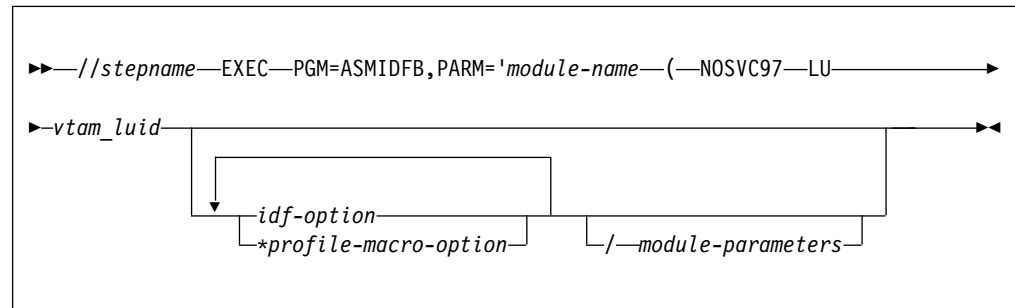 //stepname EXEC PGM=ASMIDFB,PARM='module-name ( NOSVC97 LU
vtam_luid
idf-option
*profile-macro-option
/ module-parameters